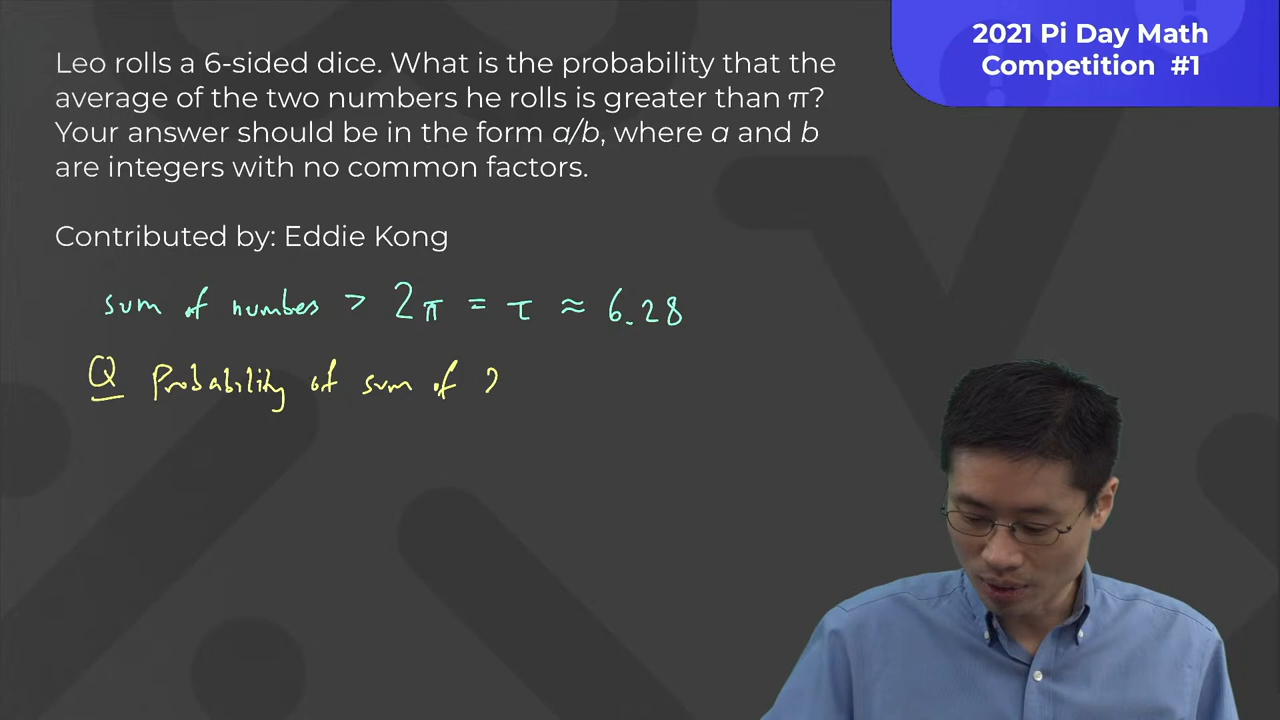 2021 Pi Day Math
Competition #1
Leo rolls a 6-sided dice. What is the probability that the
average of the two numbers he rolls is greater than π?
Your answer should be in the form a/b, where a and b
are integers with no common factors.
Contributed by: Eddie Kong
sum of numbers > 2π = τ ≈ 6.28
Q Probability of sum of 2